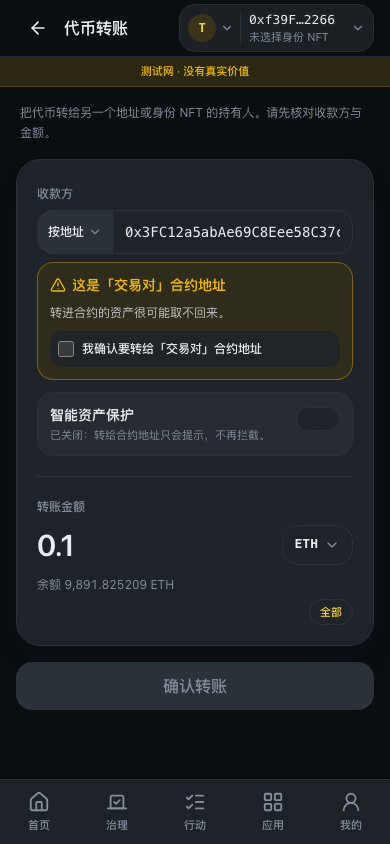 代币转账
T
0xf39F…2266
未选择身份 NFT
测试网 · 没有真实价值
把代币转给另一个地址或身份 NFT 的持有人。请先核对收款方与
金额。
收款方
按地址
0x3FC12a5abAe69C8Eee58C37
这是「交易对」合约地址
转进合约的资产很可能取不回来。
我确认要转给「交易对」合约地址
智能资产保护
已关闭：转给合约地址只会提示，不再拦截。
转账金额
0.1
ETH
余额 9,891.825209 ETH
全部
确认转账
首页
治理
行动
应用
我的